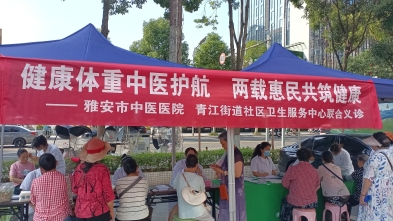 健康体重中医护航 两载惠民共筑健康
——雅安市中医医院 青江街道社区卫生服务中心联合义诊